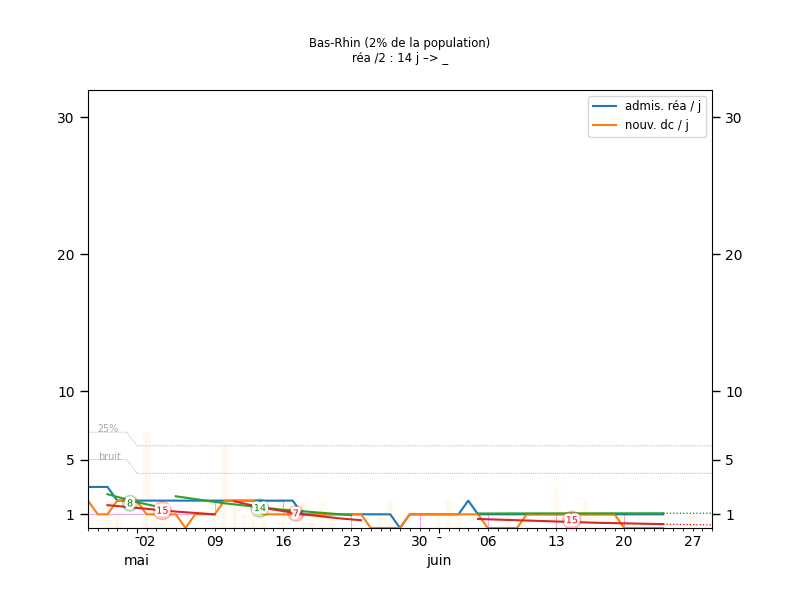 Bas-Rhin (2% de la population)
réa /2 : 14 j –> _
admis. réa / j
nouv. dc / j
30 30
20 20
10 10
25%
bruit
5 5
8 15 14 7 15
1 1
02 09 16 23 30 06 13 20 27
mai juin